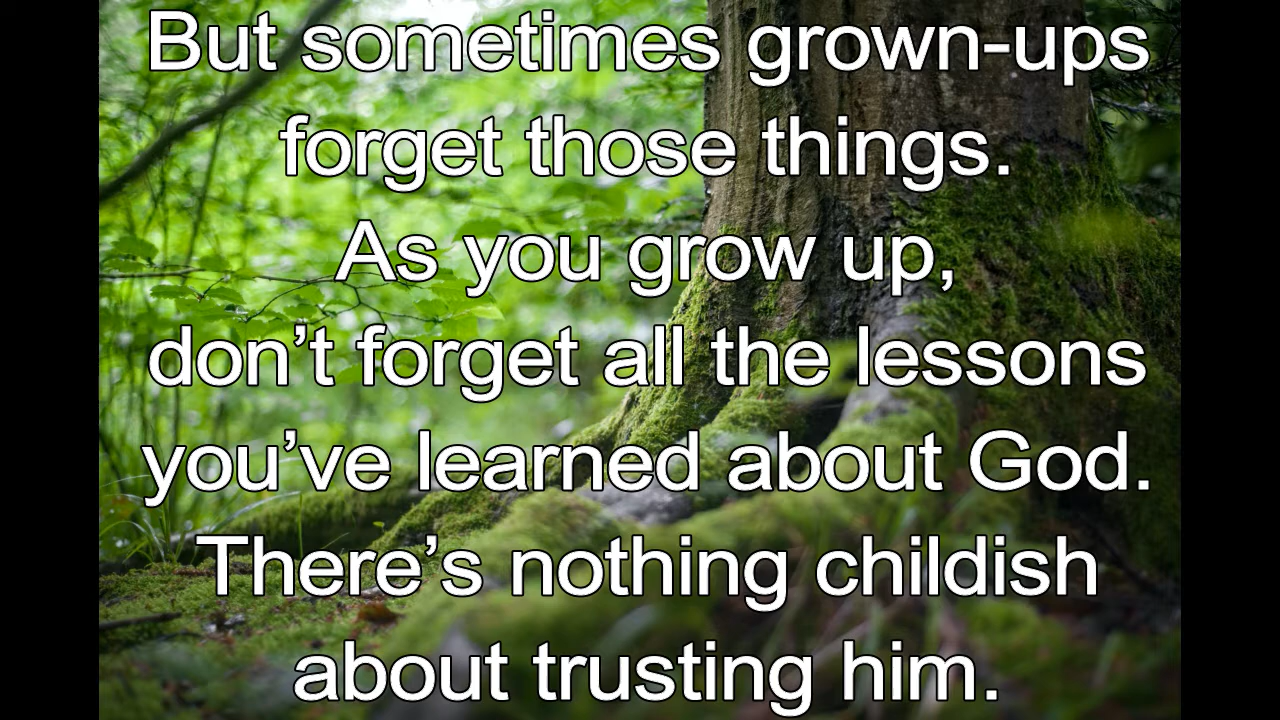 But sometimes grown-ups
forget those things.
As you grow up,
don’t forget all the lessons
you’ve learned about God.
There’s nothing childish
about trusting him.